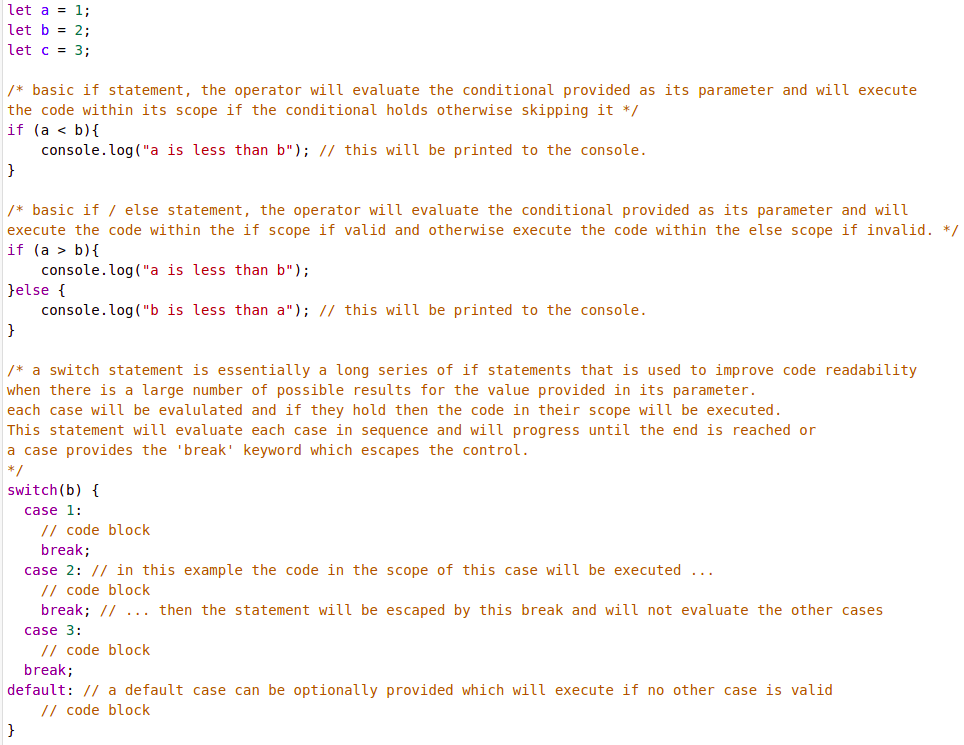 let a = 1;
let b = 2;
let c = 3;

/* basic if statement, the operator will evaluate the conditional provided as its parameter and will execute
the code within its scope if the conditional holds otherwise skipping it */
if (a < b){
    console.log("a is less than b"); // this will be printed to the console.
}

/* basic if / else statement, the operator will evaluate the conditional provided as its parameter and will
execute the code within the if scope if valid and otherwise execute the code within the else scope if invalid. */
if (a > b){
    console.log("a is less than b");
}else {
    console.log("b is less than a"); // this will be printed to the console.
}

/* a switch statement is essentially a long series of if statements that is used to improve code readability
when there is a large number of possible results for the value provided in its parameter.
each case will be evalulated and if they hold then the code in their scope will be executed.
This statement will evaluate each case in sequence and will progress until the end is reached or
a case provides the 'break' keyword which escapes the control.
*/
switch(b) {
  case 1:
    // code block
    break;
  case 2: // in this example the code in the scope of this case will be executed ...
    // code block
    break; // ... then the statement will be escaped by this break and will not evaluate the other cases
  case 3:
    // code block
  break;
default: // a default case can be optionally provided which will execute if no other case is valid
    // code block
}